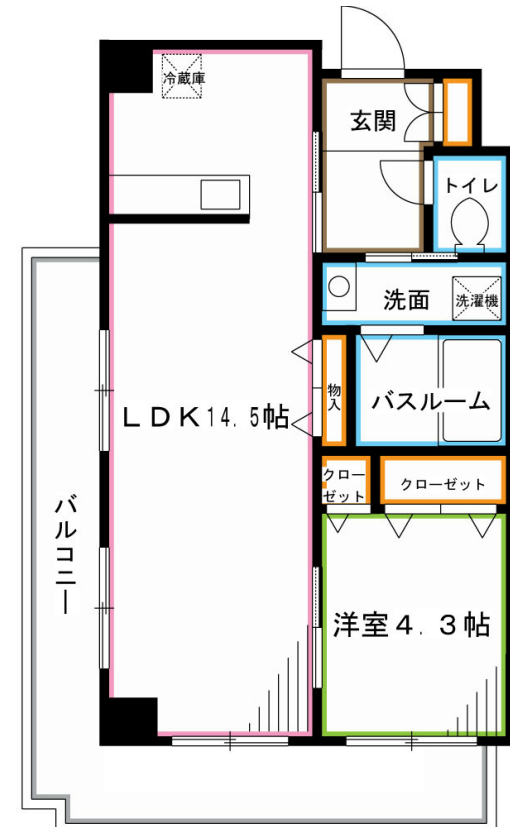 冷蔵庫
玄関
トイレ
洗面
洗濯機
物入
バスルーム
LDK14.5帖
クロー
ゼット
クローゼット
バルコニー
洋室4.3帖